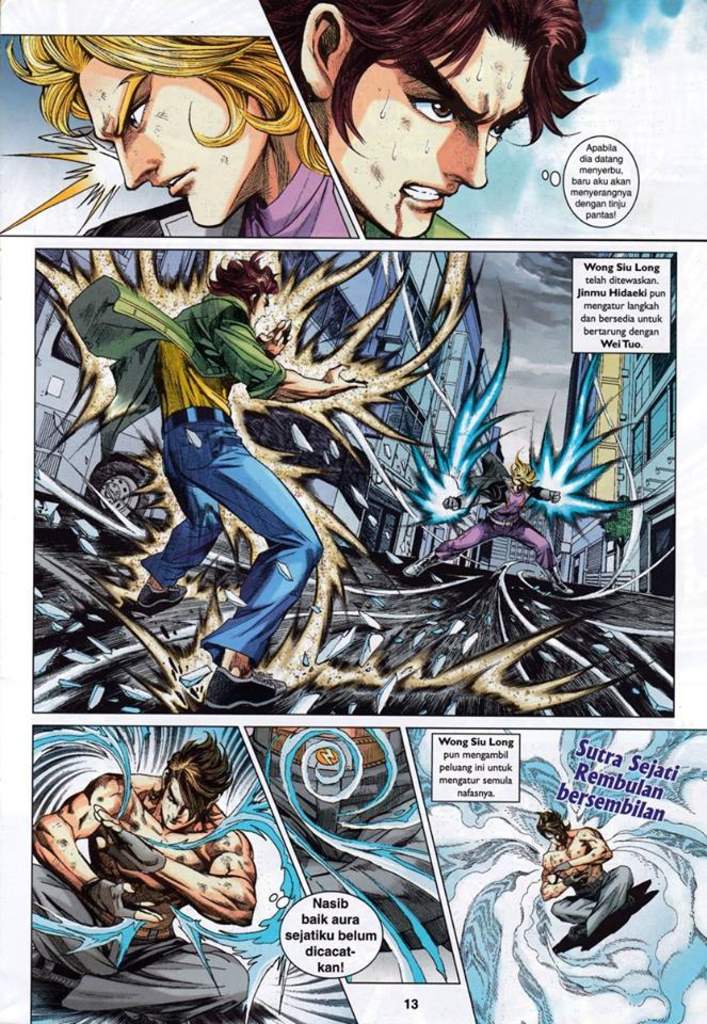 Apabila
dia datang
menyerbu,
baru aku akan
menyerangnya
dengan tinju
pantas!
Wong Siu Long
telah ditewaskan.
Jinmu Hidaeki pun
mengatur langkah
dan bersedia untuk
bertarung dengan
Wei Tuo.
Nasib
baik aura
sejatiku belum
dicacat-
kan!
Wong Siu Long
pun mengambil
peluang ini untuk
mengatur semula
nafasnya.
Sutra Sejati
Rembulan
bersembilan
13